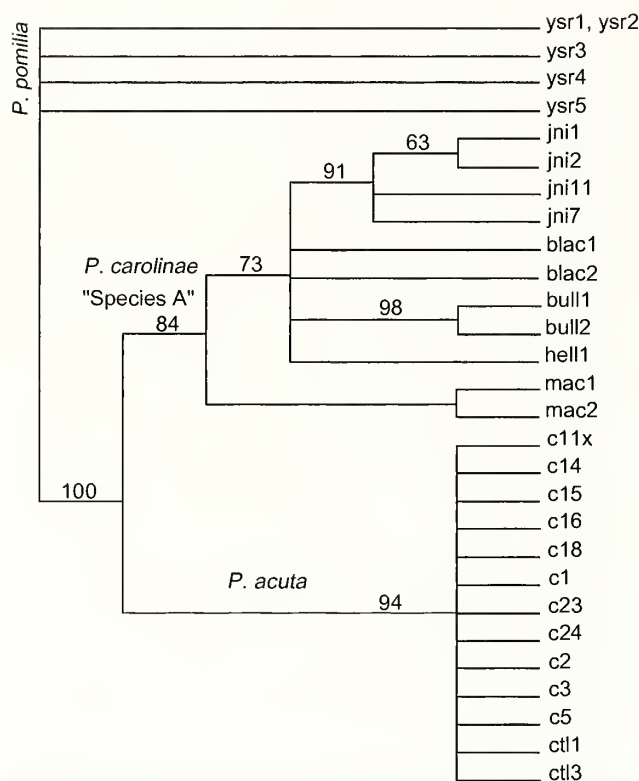 P. pomilia
ysr1, ysr2
ysr3
ysr4
ysr5
jni1
63
jni2
91
jni11
jni7
blac1
P. carolinae
73
blac2
"Species A"
bull1
98
84
bull2
hell1
mac1
mac2
c11x
c14
100
c15
c16
c18
P. acuta
c1
94
c23
c24
c2
c3
c5
ctl1
ctl3